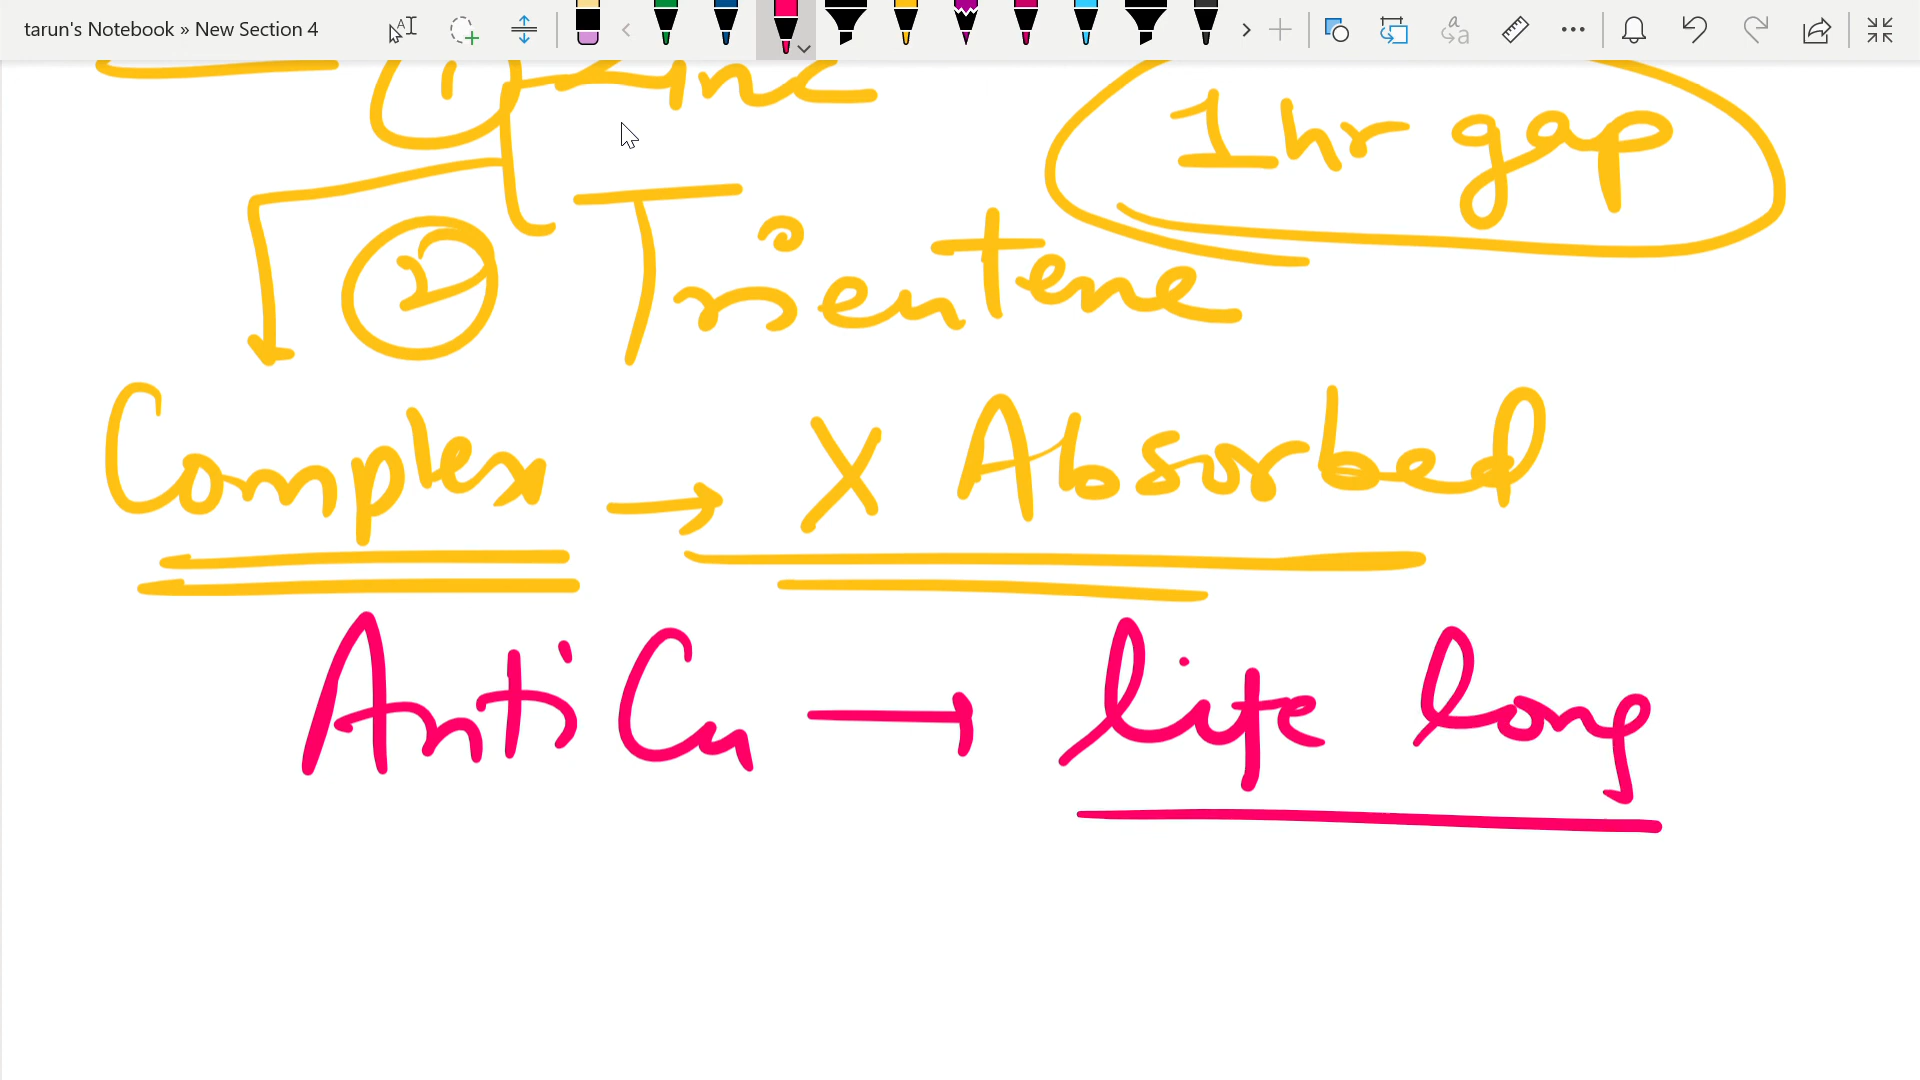 tarun's Notebook » New Section 4
1 Zinc
1 hr gap
2 Trientene
Complex → X Absorbed
Anti Cu → life long